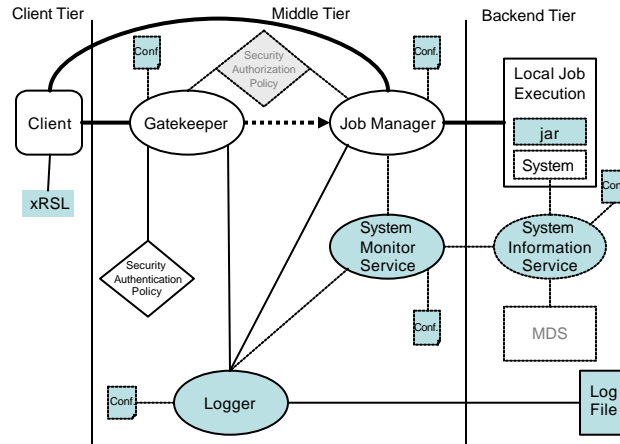 Client Tier
Middle Tier
Backend Tier
Conf.
Security
Authorization
Policy
Conf.
Local Job
Execution
Client
Gatekeeper
Job Manager
jar
System
xRSL
Conf
System
Monitor
Service
System
Information
Service
Security
Authentication
Policy
Conf.
MDS
Conf.
Logger
Log
File